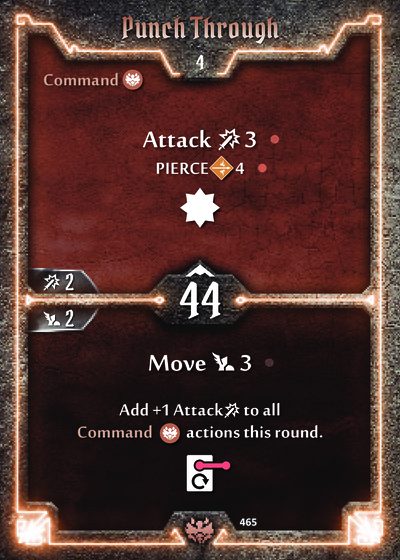 Punch Through
4
Command
Attack 3
PIERCE 4
2
44
2
Move 3
Add +1 Attack to all
Command actions this round.
465